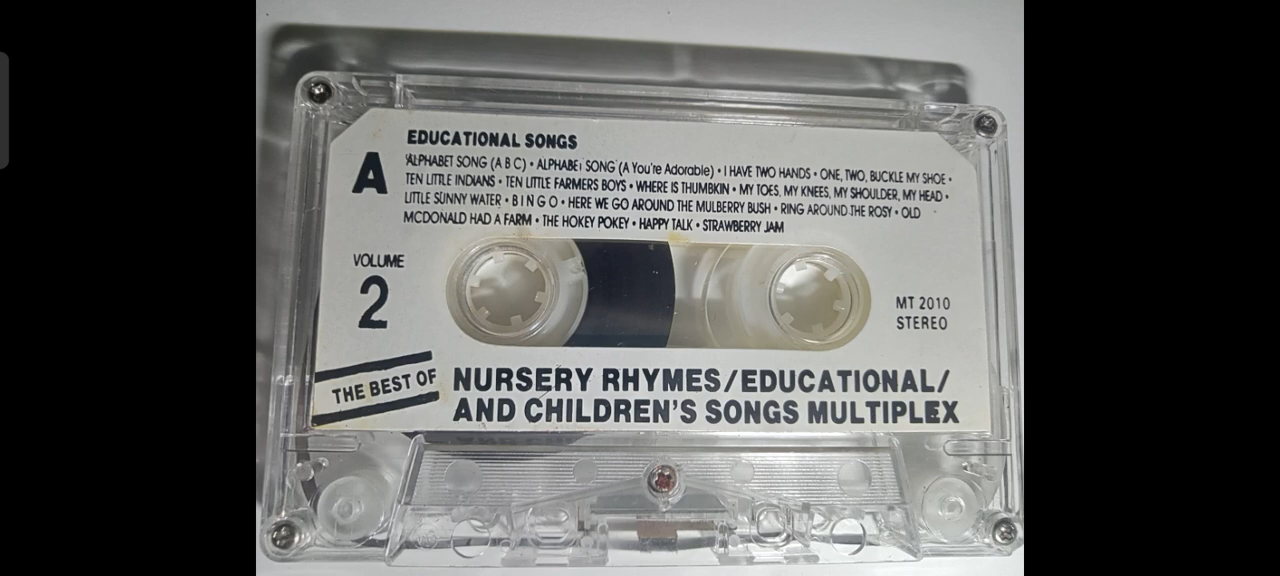 EDUCATIONAL SONGS
A
ALPHABET SONG (A B C) • ALPHABET SONG (A You're Adorable) • I HAVE TWO HANDS • ONE, TWO, BUCKLE MY SHOE •
TEN LITTLE INDIANS • TEN LITTLE FARMERS BOYS • WHERE IS THUMBKIN • MY TOES, MY KNEES, MY SHOULDER, MY HEAD •
LITTLE SUNNY WATER • B I N G O • HERE WE GO AROUND THE MULBERRY BUSH • RING AROUND THE ROSY • OLD
MCDONALD HAD A FARM • THE HOKEY POKEY • HAPPY TALK • STRAWBERRY JAM
VOLUME
2
MT 2010
STEREO
THE BEST OF
NURSERY RHYMES/EDUCATIONAL/
AND CHILDREN'S SONGS MULTIPLEX